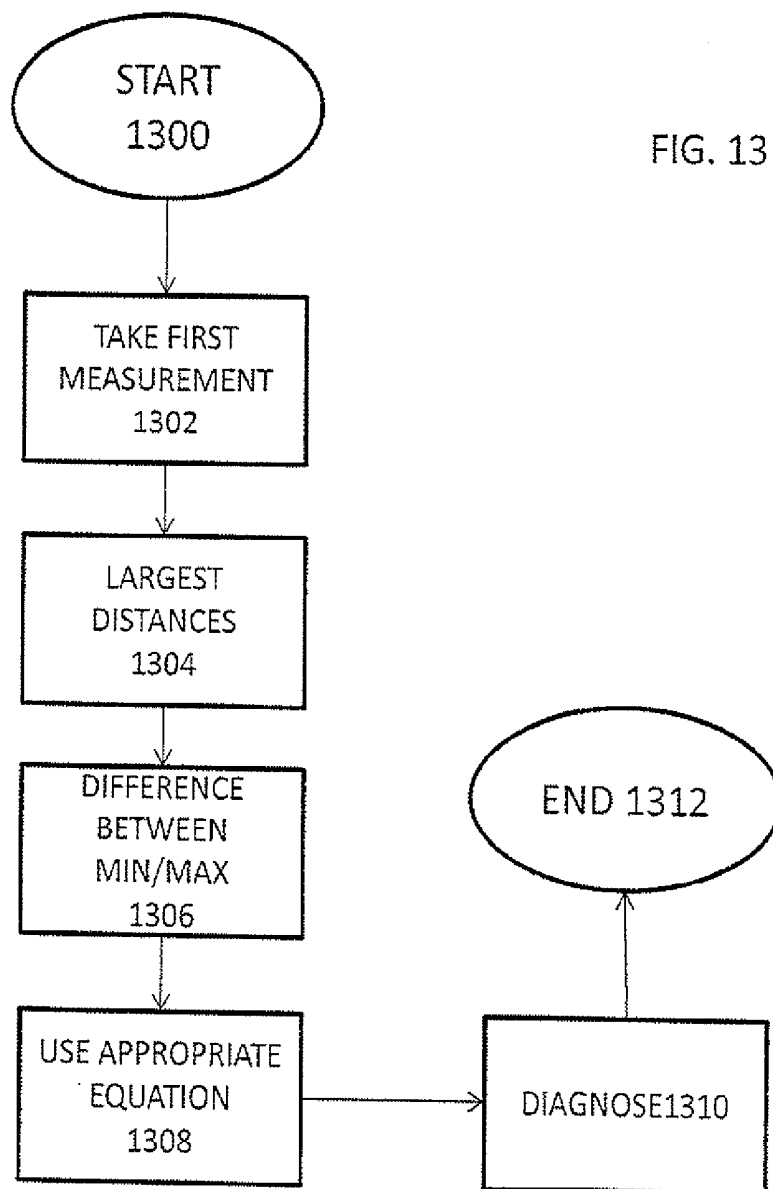 START
1300
FIG. 13
TAKE FIRST
MEASUREMENT
1302
LARGEST
DISTANCES
1304
DIFFERENCE
BETWEEN
MIN/MAX
1306
USE APPROPRIATE
EQUATION
1308
DIAGNOSE1310
END 1312